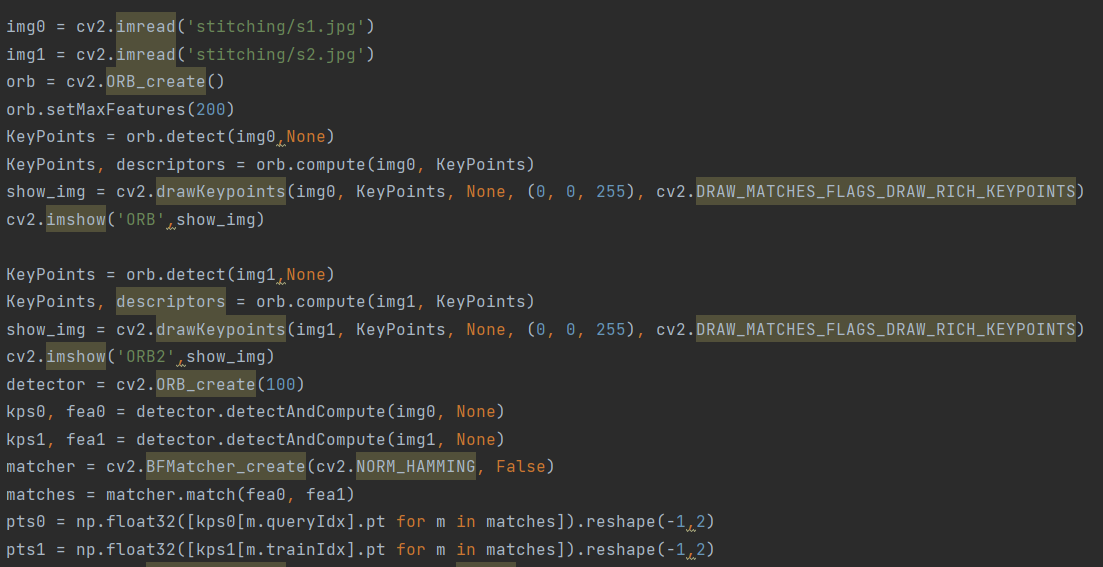 img0 = cv2.imread('stitching/s1.jpg')
img1 = cv2.imread('stitching/s2.jpg')
orb = cv2.ORB_create()
orb.setMaxFeatures(200)
KeyPoints = orb.detect(img0,None)
KeyPoints, descriptors = orb.compute(img0, KeyPoints)
show_img = cv2.drawKeypoints(img0, KeyPoints, None, (0, 0, 255), cv2.DRAW_MATCHES_FLAGS_DRAW_RICH_KEYPOINTS)
cv2.imshow('ORB',show_img)
KeyPoints = orb.detect(img1,None)
KeyPoints, descriptors = orb.compute(img1, KeyPoints)
show_img = cv2.drawKeypoints(img1, KeyPoints, None, (0, 0, 255), cv2.DRAW_MATCHES_FLAGS_DRAW_RICH_KEYPOINTS)
cv2.imshow('ORB2',show_img)
detector = cv2.ORB_create(100)
kps0, fea0 = detector.detectAndCompute(img0, None)
kps1, fea1 = detector.detectAndCompute(img1, None)
matcher = cv2.BFMatcher_create(cv2.NORM_HAMMING, False)
matches = matcher.match(fea0, fea1)
pts0 = np.float32([kps0[m.queryIdx].pt for m in matches]).reshape(-1,2)
pts1 = np.float32([kps1[m.trainIdx].pt for m in matches]).reshape(-1,2)